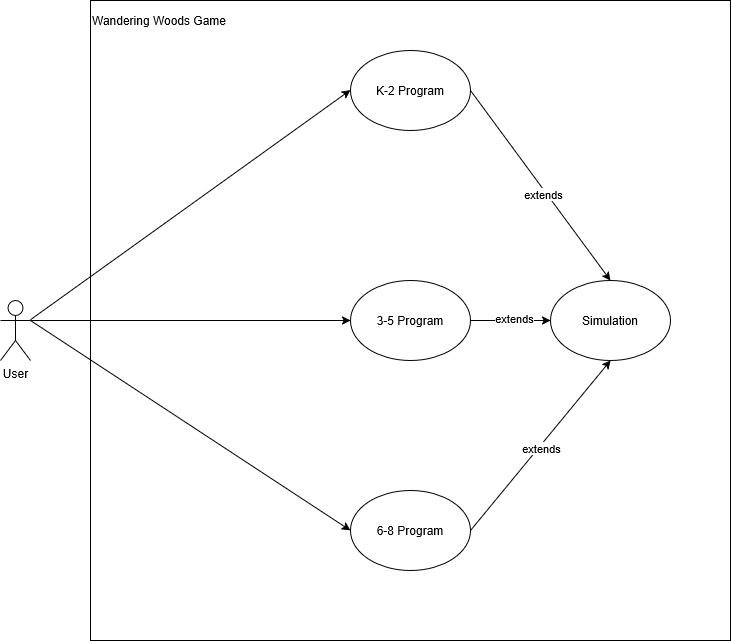 Wandering Woods Game
K-2 Program
extends
User
3-5 Program
extends
Simulation
extends
6-8 Program